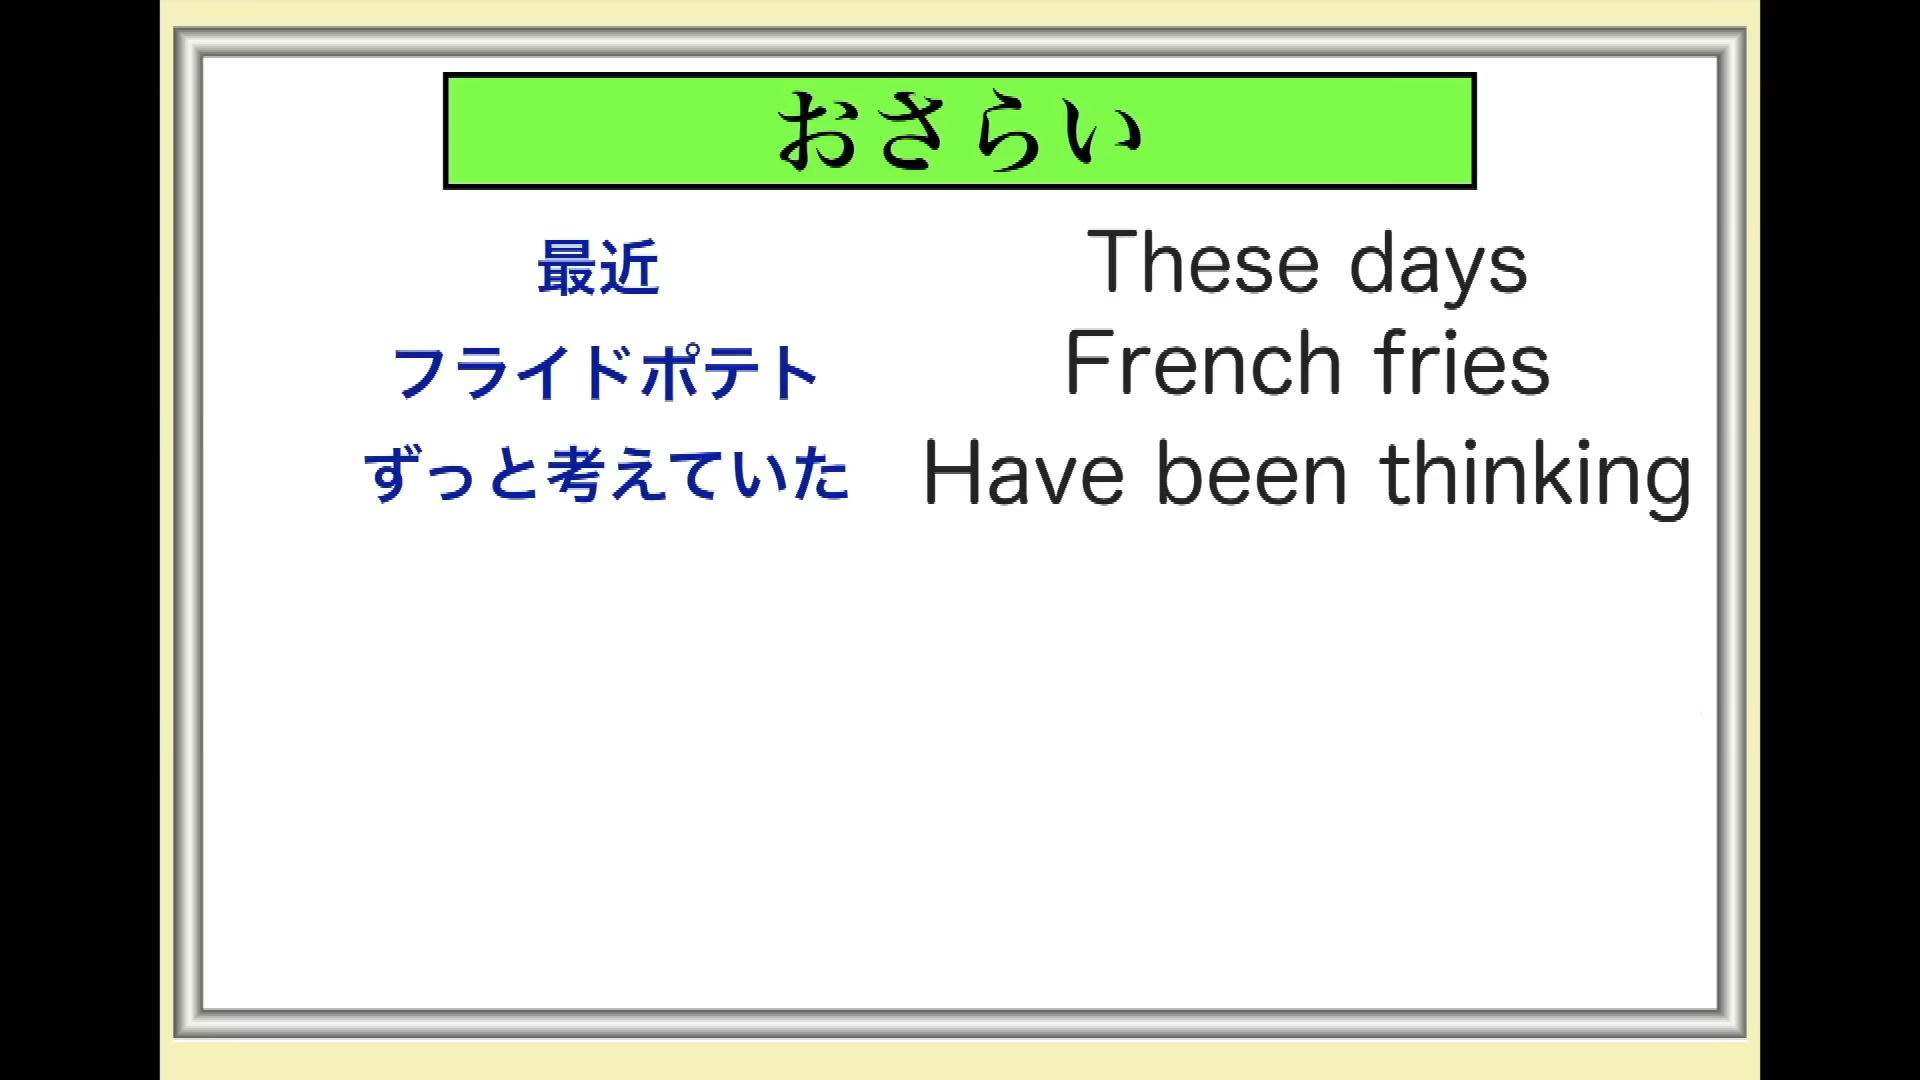 おさらい
最近 These days
フライドポテト French fries
ずっと考えていた Have been thinking